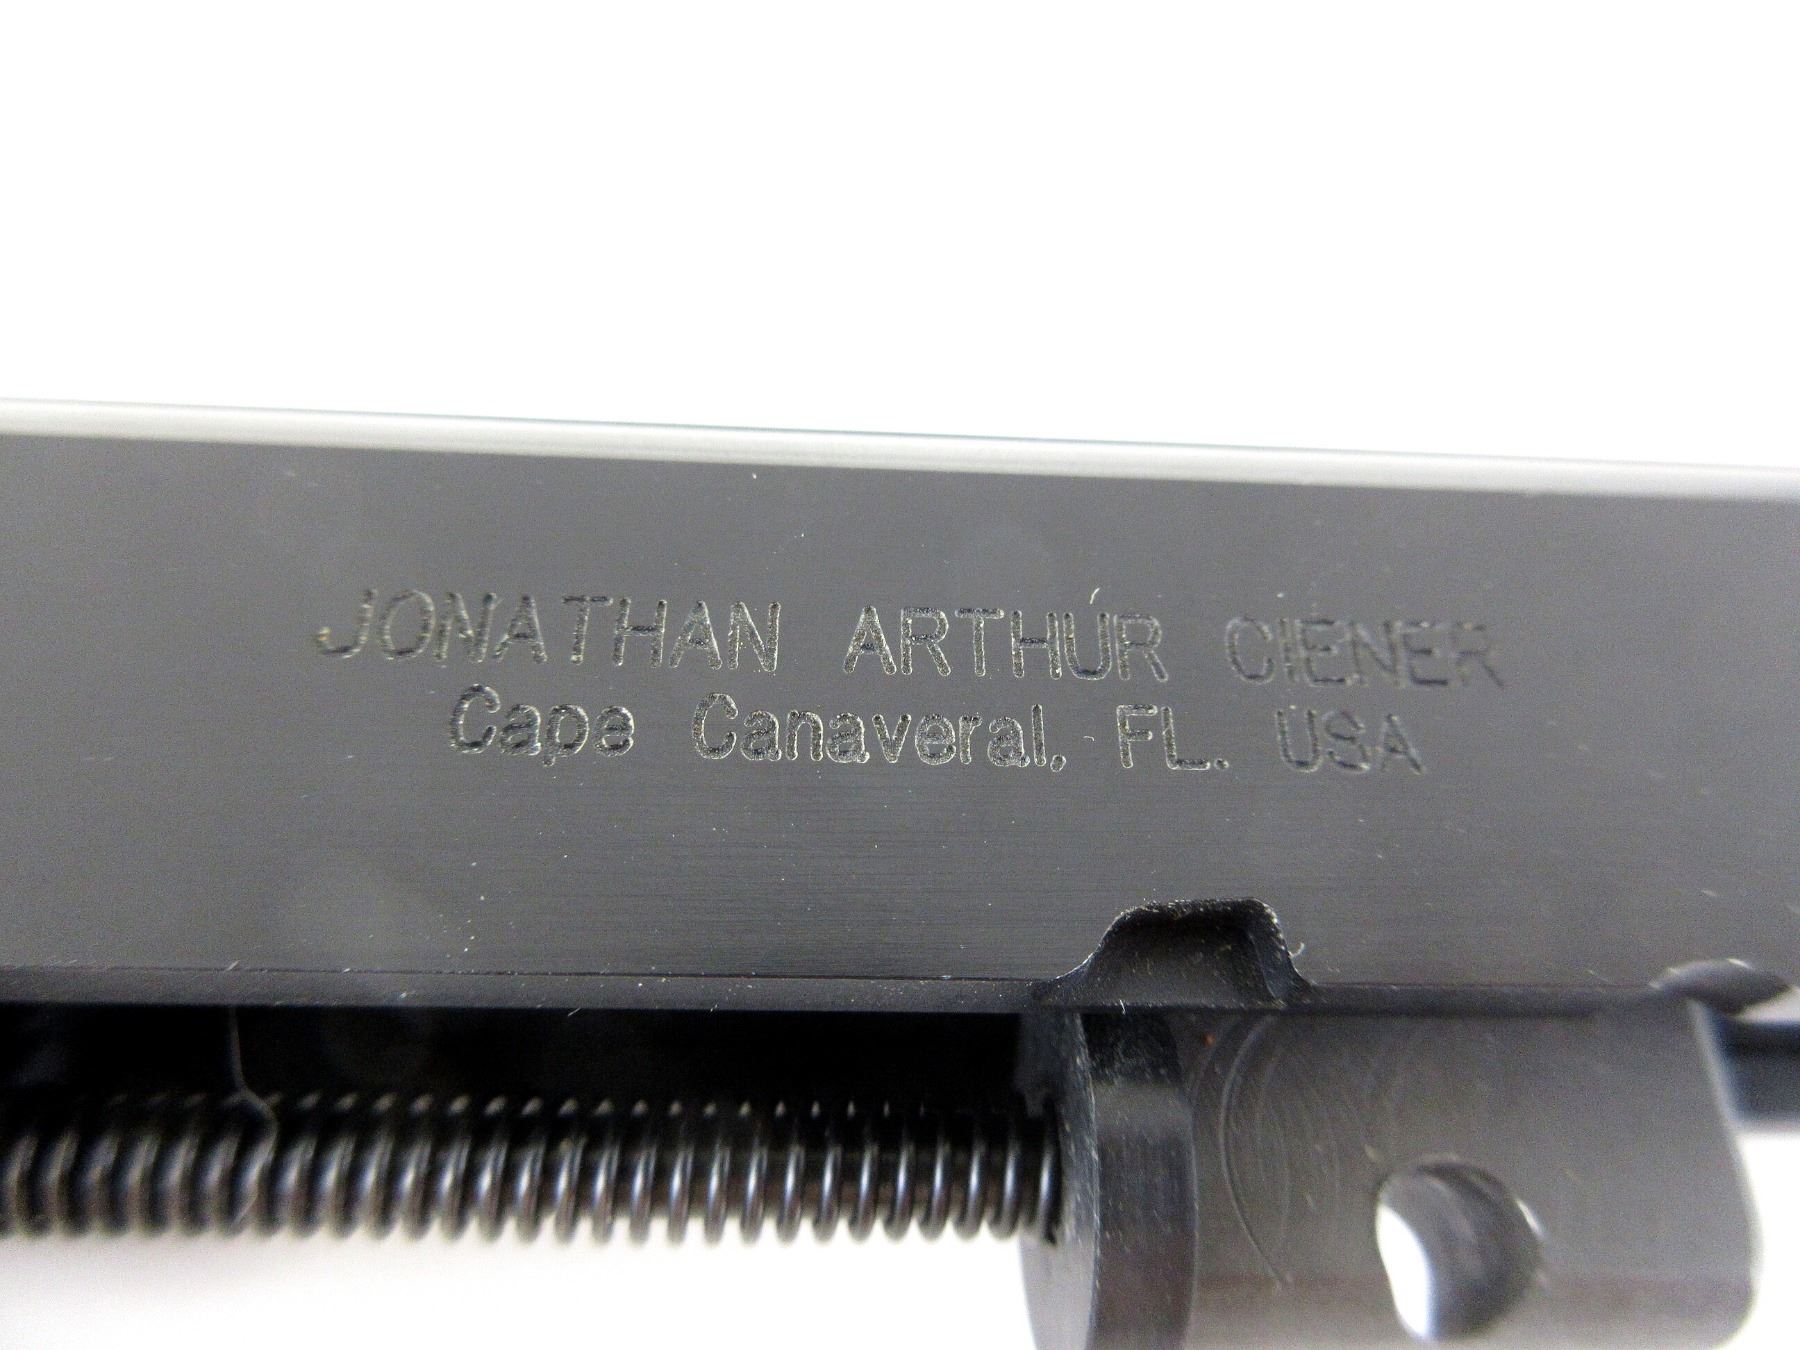 JONATHAN ARTHUR CIENER
Cape Canaveral, FL. USA